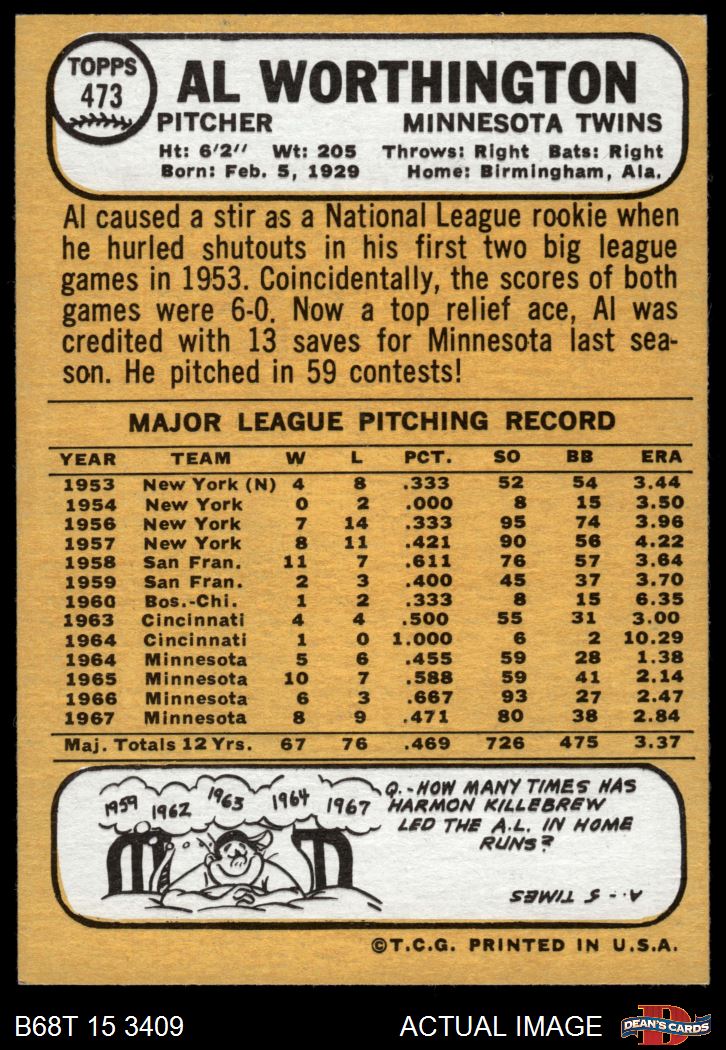 TOPPS
473
AL WORTHINGTON
PITCHER MINNESOTA TWINS
Ht: 6'2'' Wt: 205 Throws: Right Bats: Right
Born: Feb. 5, 1929 Home: Birmingham, Ala.
Al caused a stir as a National League rookie when
he hurled shutouts in his first two big league
games in 1953. Coincidentally, the scores of both
games were 6-0. Now a top relief ace, Al was
credited with 13 saves for Minnesota last sea-
son. He pitched in 59 contests!
MAJOR LEAGUE PITCHING RECORD
YEAR TEAM W L PCT. SO BB ERA
1953 New York (N) 4 8 .333 52 54 3.44
1954 New York 0 2 .000 8 15 3.50
1956 New York 7 14 .333 95 74 3.96
1957 New York 8 11 .421 90 56 4.22
1958 San Fran. 11 7 .611 76 57 3.64
1959 San Fran. 2 3 .400 45 37 3.70
1960 Bos.-Chi. 1 2 .333 8 15 6.35
1963 Cincinnati 4 4 .500 55 31 3.00
1964 Cincinnati 1 0 1.000 6 2 10.29
1964 Minnesota 5 6 .455 59 28 1.38
1965 Minnesota 10 7 .588 59 41 2.14
1966 Minnesota 6 3 .667 93 27 2.47
1967 Minnesota 8 9 .471 80 38 2.84
Maj. Totals 12 Yrs. 67 76 .469 726 475 3.37
1959 1962 1963 1964 1967
Q.-HOW MANY TIMES HAS
HARMON KILLEBREW
LED THE A.L. IN HOME
RUNS?
A.-5 TIMES
©T.C.G. PRINTED IN U.S.A.
B68T 15 3409 ACTUAL IMAGE
D
DEAN'S CARDS